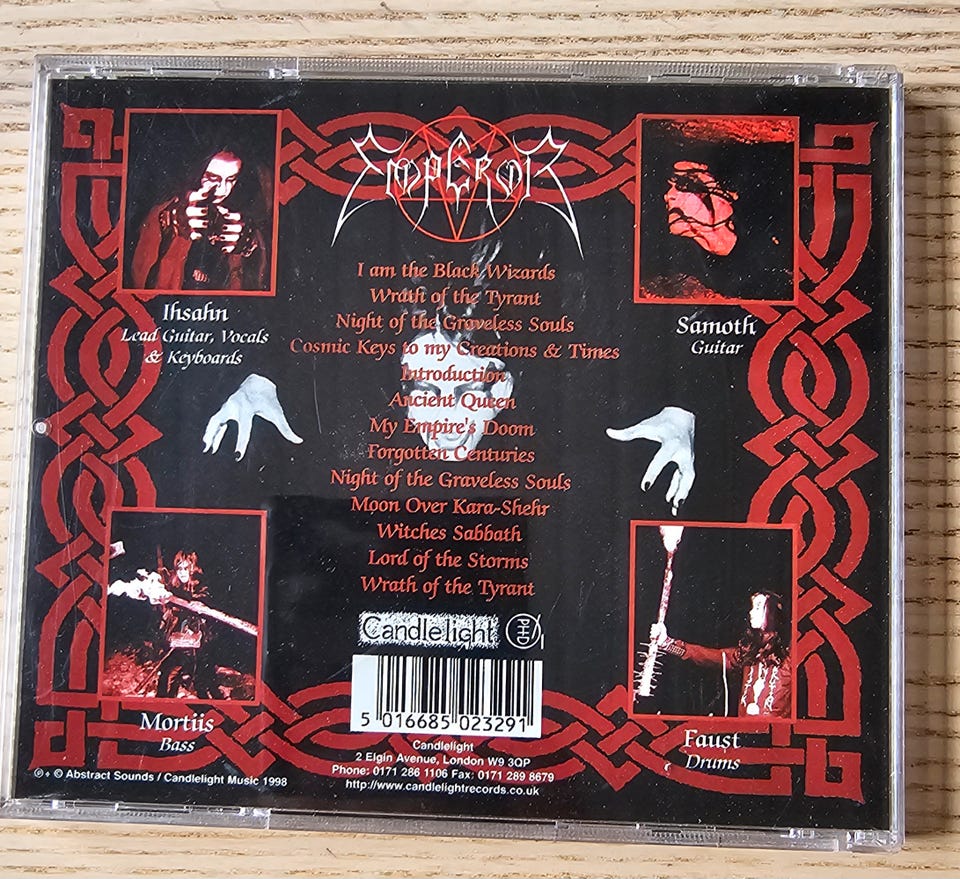 EMPEROR
I am the Black Wizards
Wrath of the Tyrant
Night of the Graveless Souls
Cosmic Keys to my Creations & Times
Introduction
Ancient Queen
My Empire's Doom
Forgotten Centuries
Night of the Graveless Souls
Moon Over Kara-Shehr
Witches Sabbath
Lord of the Storms
Wrath of the Tyrant
Ihsahn
Lead Guitar, Vocals
& Keyboards
Samoth
Guitar
Mortiis
Bass
Faust
Drums
Candlelight
PHD
5 016685 023291
Candlelight
2 Elgin Avenue, London W9 3QP
Phone: 0171 286 1106 Fax: 0171 289 8679
http://www.candlelightrecords.co.uk
℗ + © Abstract Sounds / Candlelight Music 1998